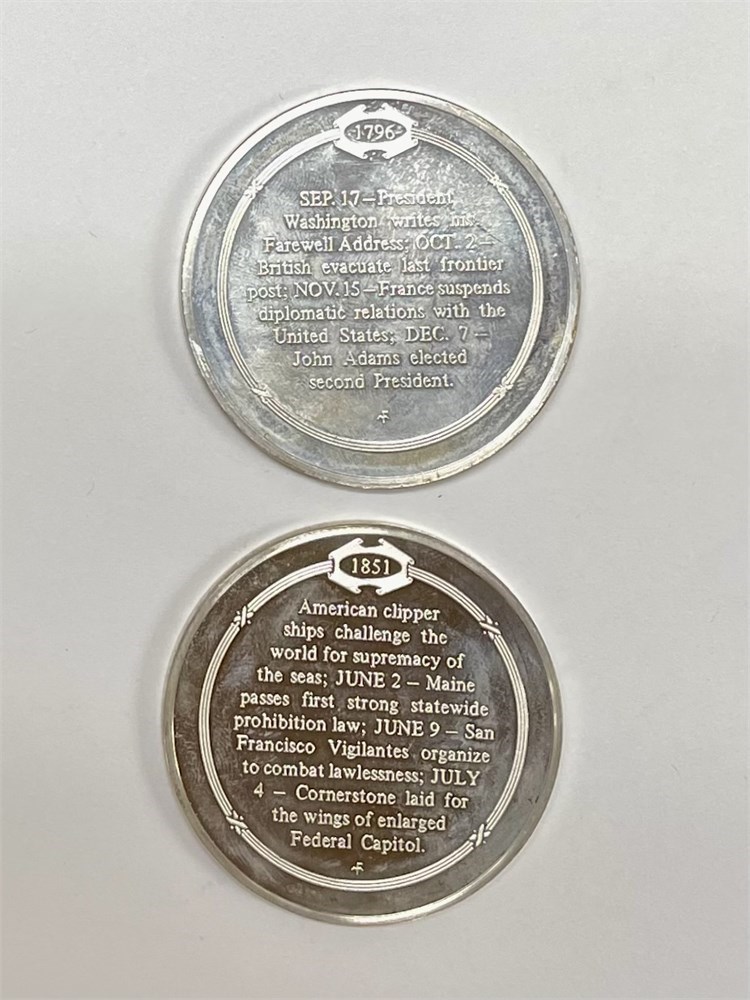 1796
SEP. 17—President
Washington writes his
Farewell Address; OCT. 2—
British evacuate last frontier
post; NOV. 15—France suspends
diplomatic relations with the
United States; DEC. 7—
John Adams elected
second President.
1851
American clipper
ships challenge the
world for supremacy of
the seas; JUNE 2 — Maine
passes first strong statewide
prohibition law; JUNE 9 — San
Francisco Vigilantes organize
to combat lawlessness; JULY
4 — Cornerstone laid for
the wings of enlarged
Federal Capitol.